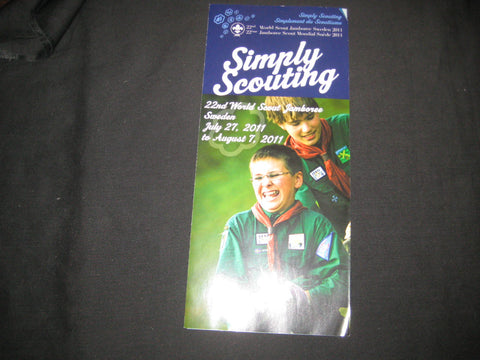 Simply Scouting
Simplement du Scoutisme
22nd World Scout Jamboree Sweden 2011
22ème Jamboree Scout Mondial Suède 2011
Simply
Scouting
22nd World Scout Jamboree
Sweden
July 27, 2011
to August 7, 2011